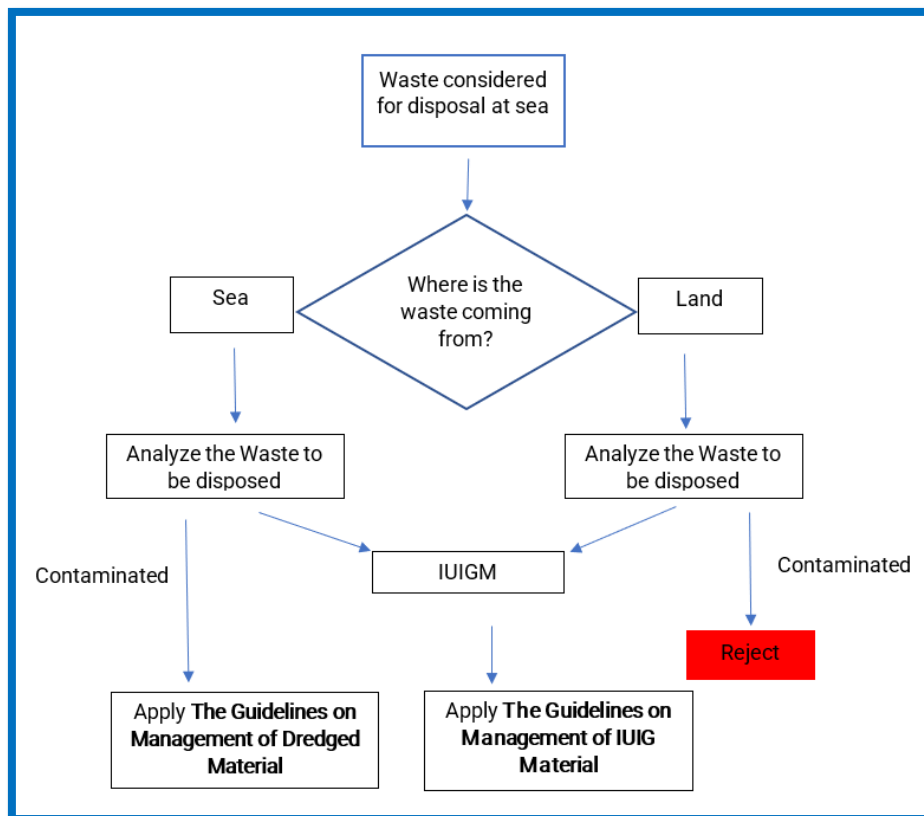 Waste considered
for disposal at sea
Where is the
waste coming
from?
Sea
Land
Analyze the Waste to
be disposed
Analyze the Waste to
be disposed
Contaminated
IUIGM
Contaminated
Reject
Apply The Guidelines on
Management of Dredged
Material
Apply The Guidelines on
Management of IUIG
Material